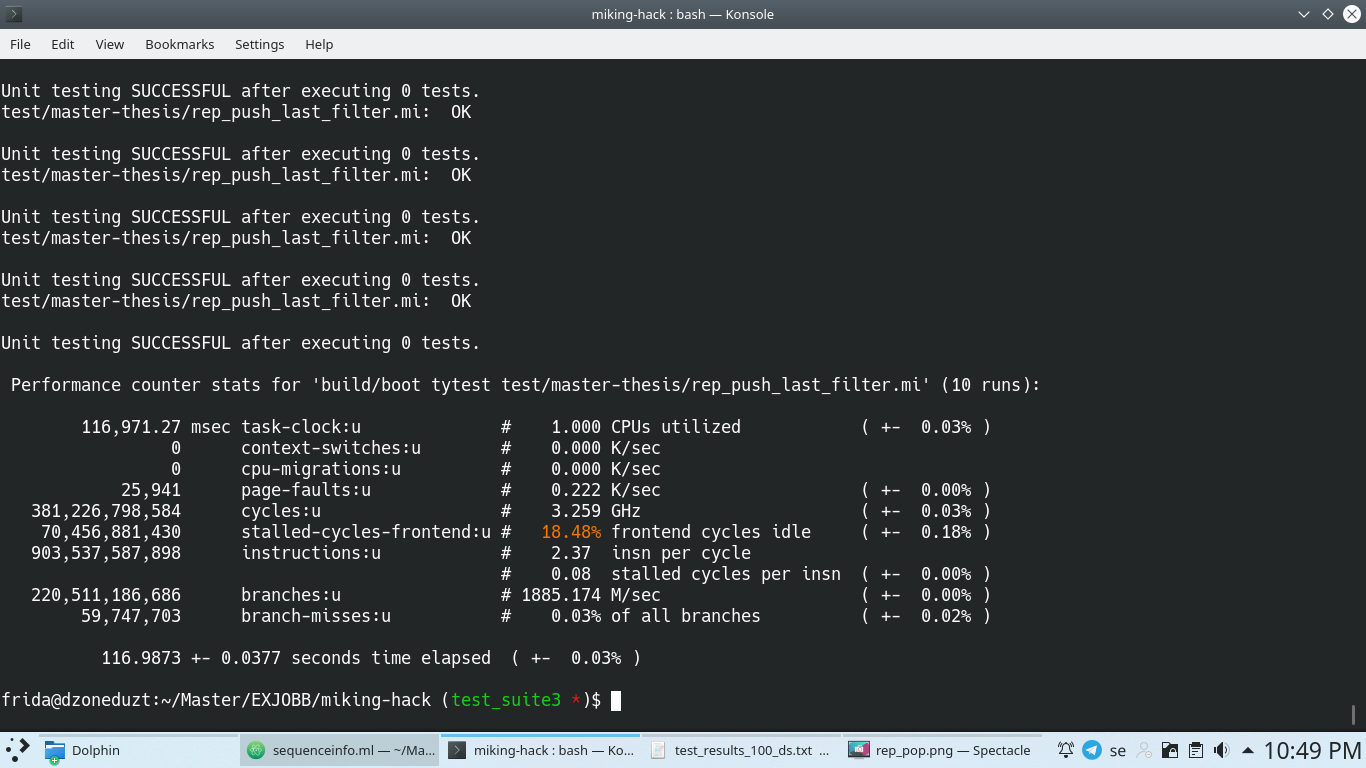 miking-hack : bash — Konsole
File Edit View Bookmarks Settings Help
Unit testing SUCCESSFUL after executing 0 tests.
test/master-thesis/rep_push_last_filter.mi:  OK
Unit testing SUCCESSFUL after executing 0 tests.
test/master-thesis/rep_push_last_filter.mi:  OK
Unit testing SUCCESSFUL after executing 0 tests.
test/master-thesis/rep_push_last_filter.mi:  OK
Unit testing SUCCESSFUL after executing 0 tests.
test/master-thesis/rep_push_last_filter.mi:  OK
Unit testing SUCCESSFUL after executing 0 tests.
 Performance counter stats for 'build/boot tytest test/master-thesis/rep_push_last_filter.mi' (10 runs):
        116,971.27 msec task-clock:u              #    1.000 CPUs utilized            ( +-  0.03% )
                 0      context-switches:u        #    0.000 K/sec
                 0      cpu-migrations:u          #    0.000 K/sec
            25,941      page-faults:u             #    0.222 K/sec                    ( +-  0.00% )
   381,226,798,584      cycles:u                  #    3.259 GHz                      ( +-  0.03% )
    70,456,881,430      stalled-cycles-frontend:u #   18.48% frontend cycles idle     ( +-  0.18% )
   903,537,587,898      instructions:u            #    2.37  insn per cycle
                                                  #    0.08  stalled cycles per insn  ( +-  0.00% )
   220,511,186,686      branches:u                # 1885.174 M/sec                    ( +-  0.00% )
        59,747,703      branch-misses:u           #    0.03% of all branches          ( +-  0.02% )
          116.9873 +- 0.0377 seconds time elapsed  ( +-  0.03% )
frida@dzoneduzt:~/Master/EXJOBB/miking-hack (test_suite3 *)$
Dolphin sequenceinfo.ml — ~/Ma... miking-hack : bash — Ko... test_results_100_ds.txt ... rep_pop.png — Spectacle se 10:49 PM